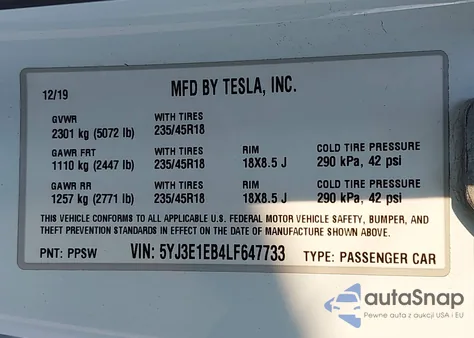 12/19 MFD BY TESLA, INC.
GVWR WITH TIRES
2301 kg (5072 lb) 235/45R18
GAWR FRT WITH TIRES RIM COLD TIRE PRESSURE
1110 kg (2447 lb) 235/45R18 18X8.5 J 290 kPa, 42 psi
GAWR RR WITH TIRES RIM COLD TIRE PRESSURE
1257 kg (2771 lb) 235/45R18 18X8.5 J 290 kPa, 42 psi
THIS VEHICLE CONFORMS TO ALL APPLICABLE U.S. FEDERAL MOTOR VEHICLE SAFETY, BUMPER, AND
THEFT PREVENTION STANDARDS IN EFFECT ON THE DATE OF MANUFACTURE SHOWN ABOVE.
PNT: PPSW VIN: 5YJ3E1EB4LF647733 TYPE: PASSENGER CAR
autaSnap
Pewne auta z aukcji USA i EU